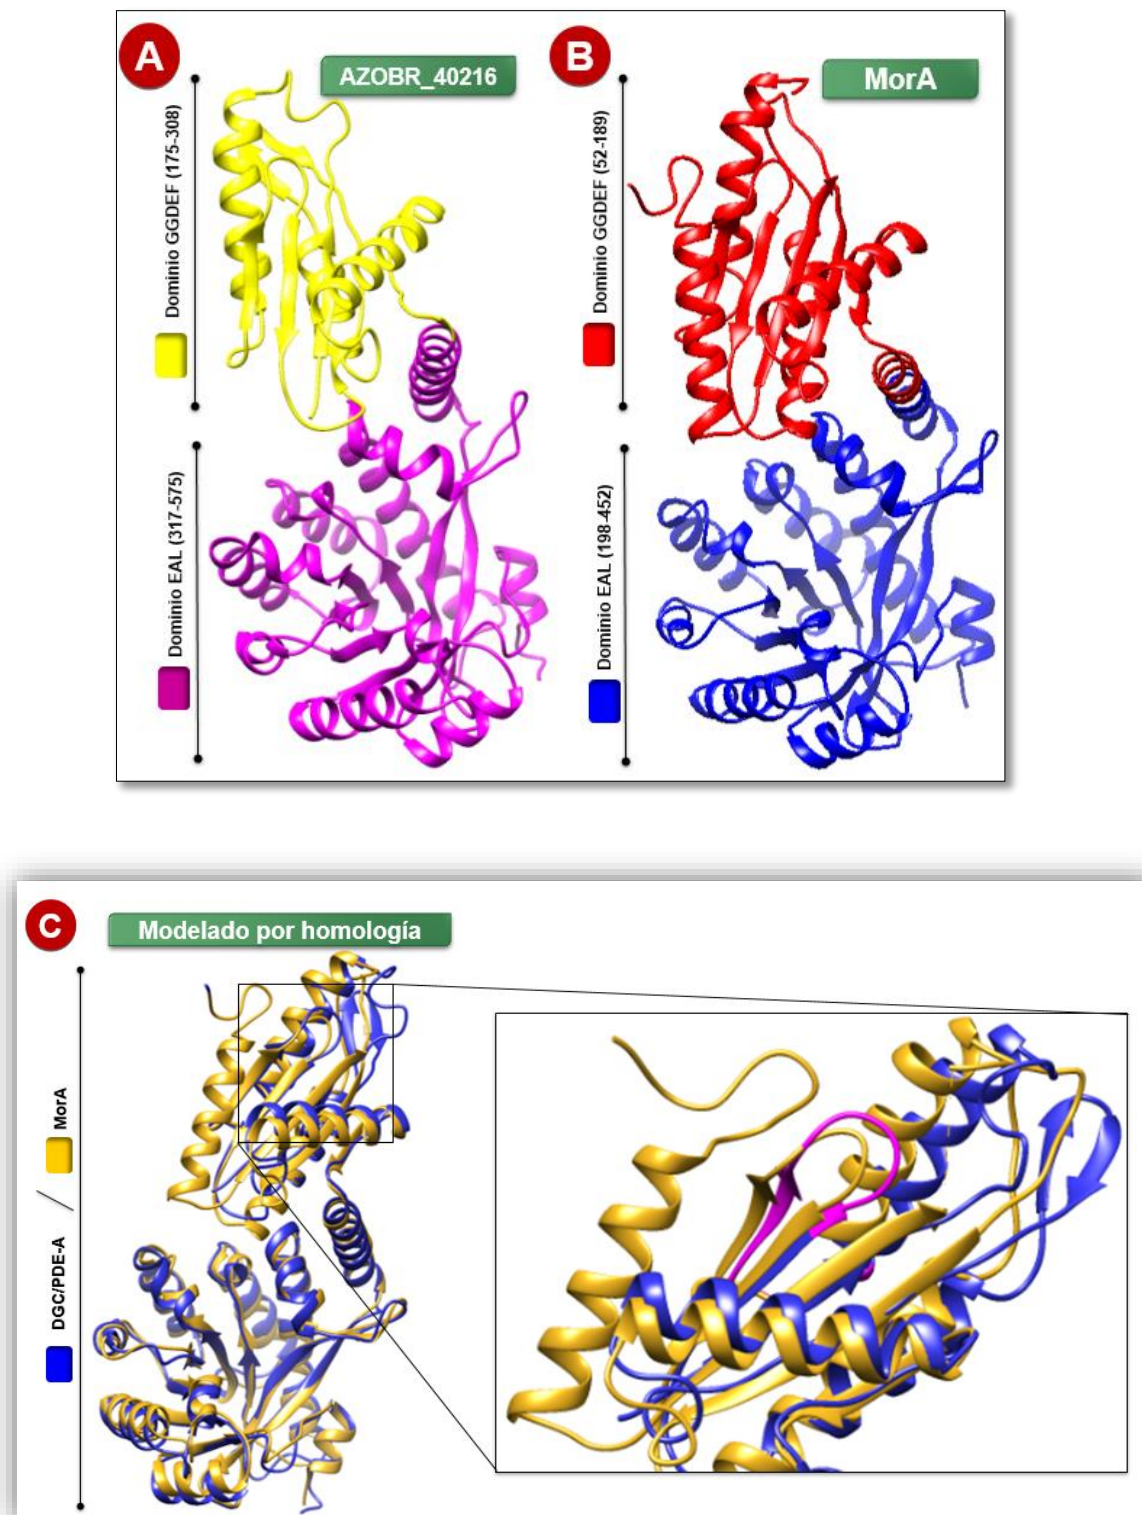 A
AZOBR_40216
Dominio GGDEF (175-308)
Dominio EAL (317-575)
B
MorA
Dominio GGDEF (52-189)
Dominio EAL (198-452)
C
Modelado por homología
DGC/PDE-A / MorA